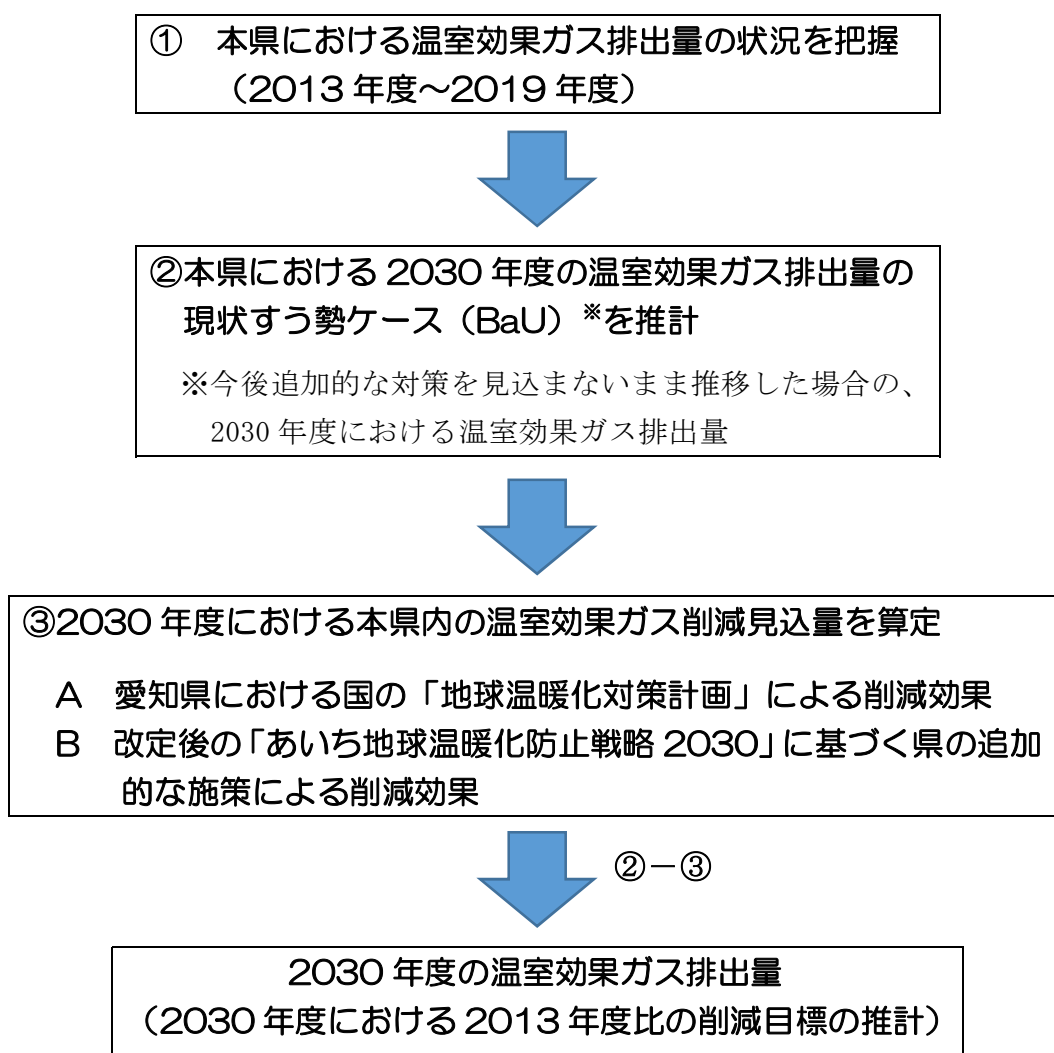 ① 本県における温室効果ガス排出量の状況を把握
（2013 年度～2019 年度）
②本県における 2030 年度の温室効果ガス排出量の
現状すう勢ケース（BaU）※を推計
※今後追加的な対策を見込まないまま推移した場合の、
2030 年度における温室効果ガス排出量
③2030 年度における本県内の温室効果ガス削減見込量を算定
A 愛知県における国の「地球温暖化対策計画」による削減効果
B 改定後の「あいち地球温暖化防止戦略 2030」に基づく県の追加
的な施策による削減効果
②－③
2030 年度の温室効果ガス排出量
（2030 年度における 2013 年度比の削減目標の推計）